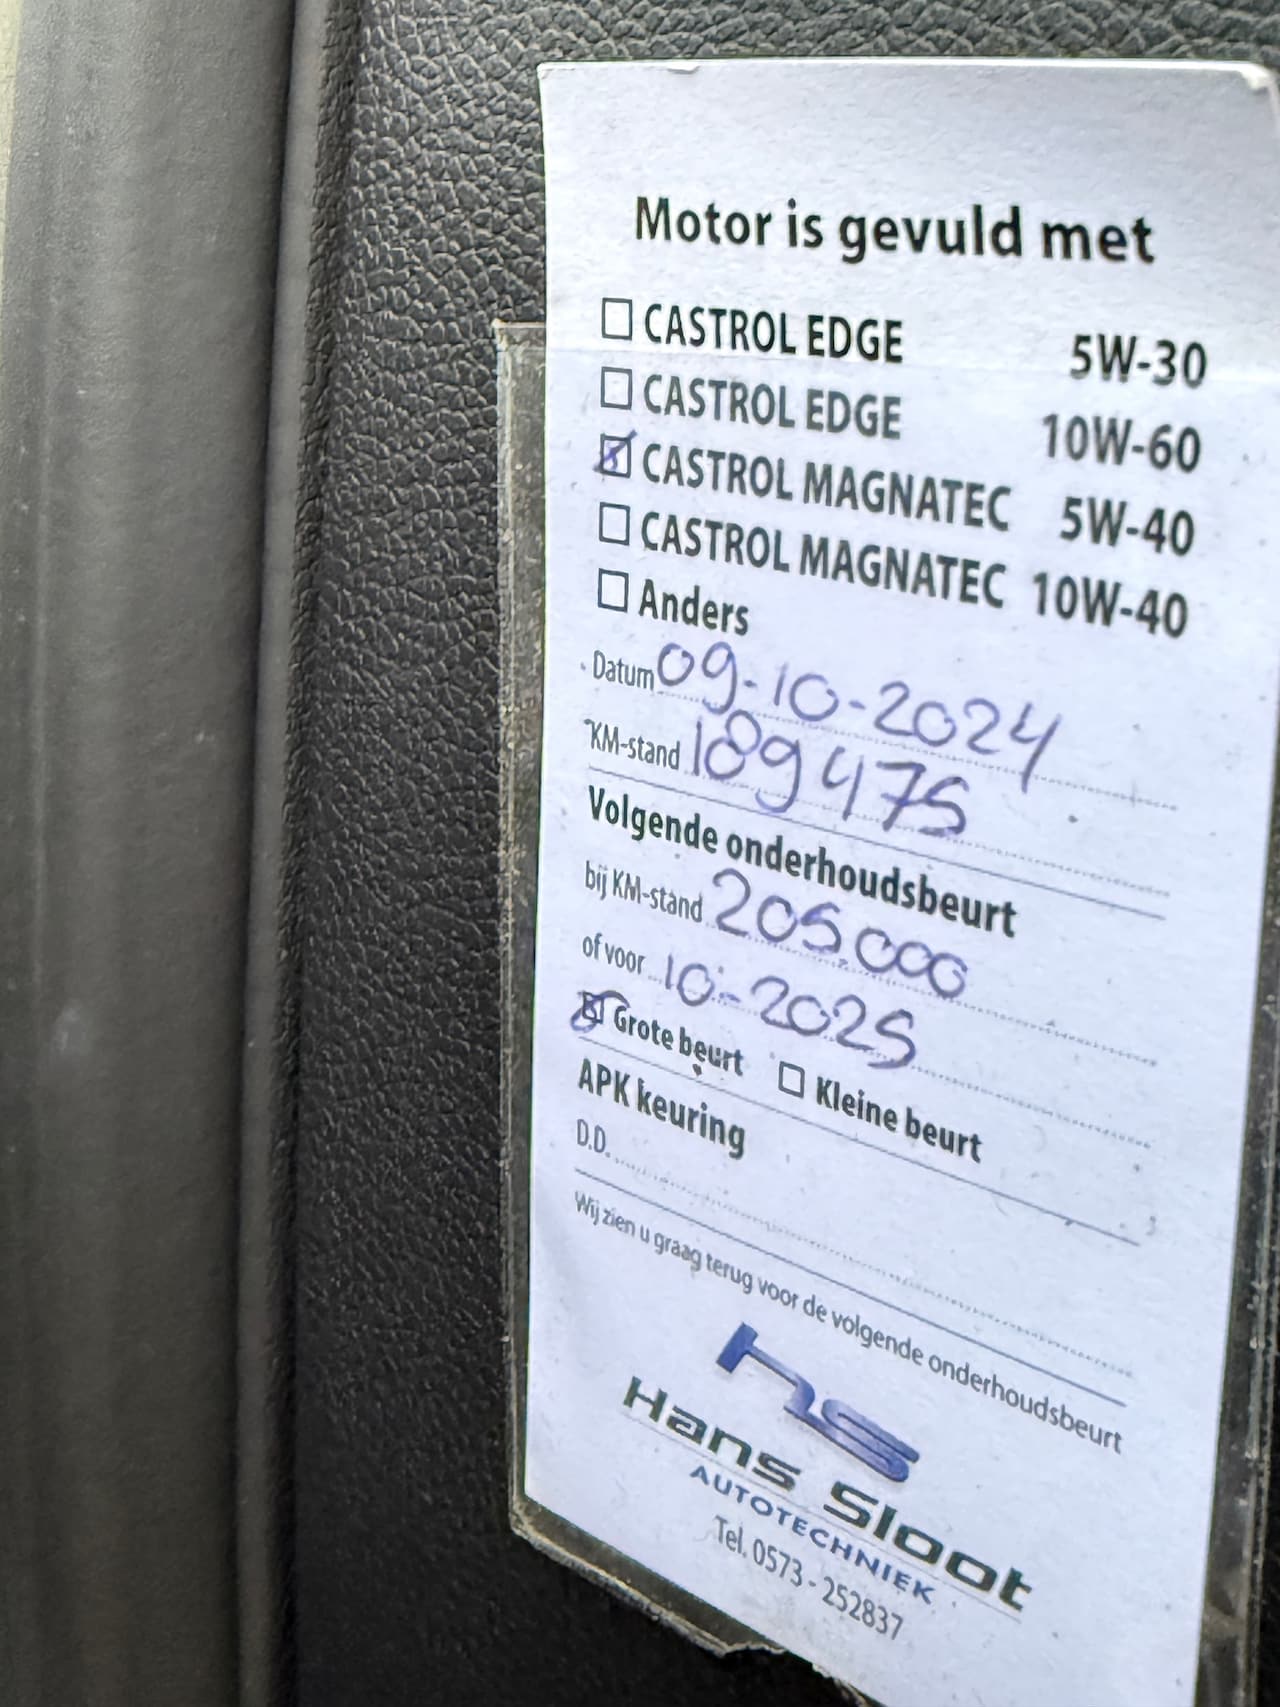 Motor is gevuld met
☐ CASTROL EDGE 5W-30
☐ CASTROL EDGE 10W-60
☒ CASTROL MAGNATEC 5W-40
☐ CASTROL MAGNATEC 10W-40
☐ Anders
Datum 09-10-2024
KM-stand 189475
Volgende onderhoudsbeurt
bij KM-stand 205.000
of voor 10-2025
☒ Grote beurt ☐ Kleine beurt
APK keuring
D.D.
Wij zien u graag terug voor de volgende onderhoudsbeurt
hs
Hans Sloot
AUTOTECHNIEK
Tel. 0573 - 252837